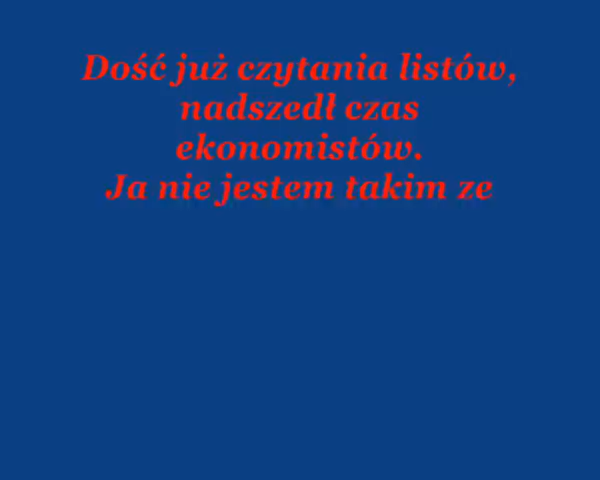 Dość już czytania listów,
nadszedł czas
ekonomistów.
Ja nie jestem takim ze